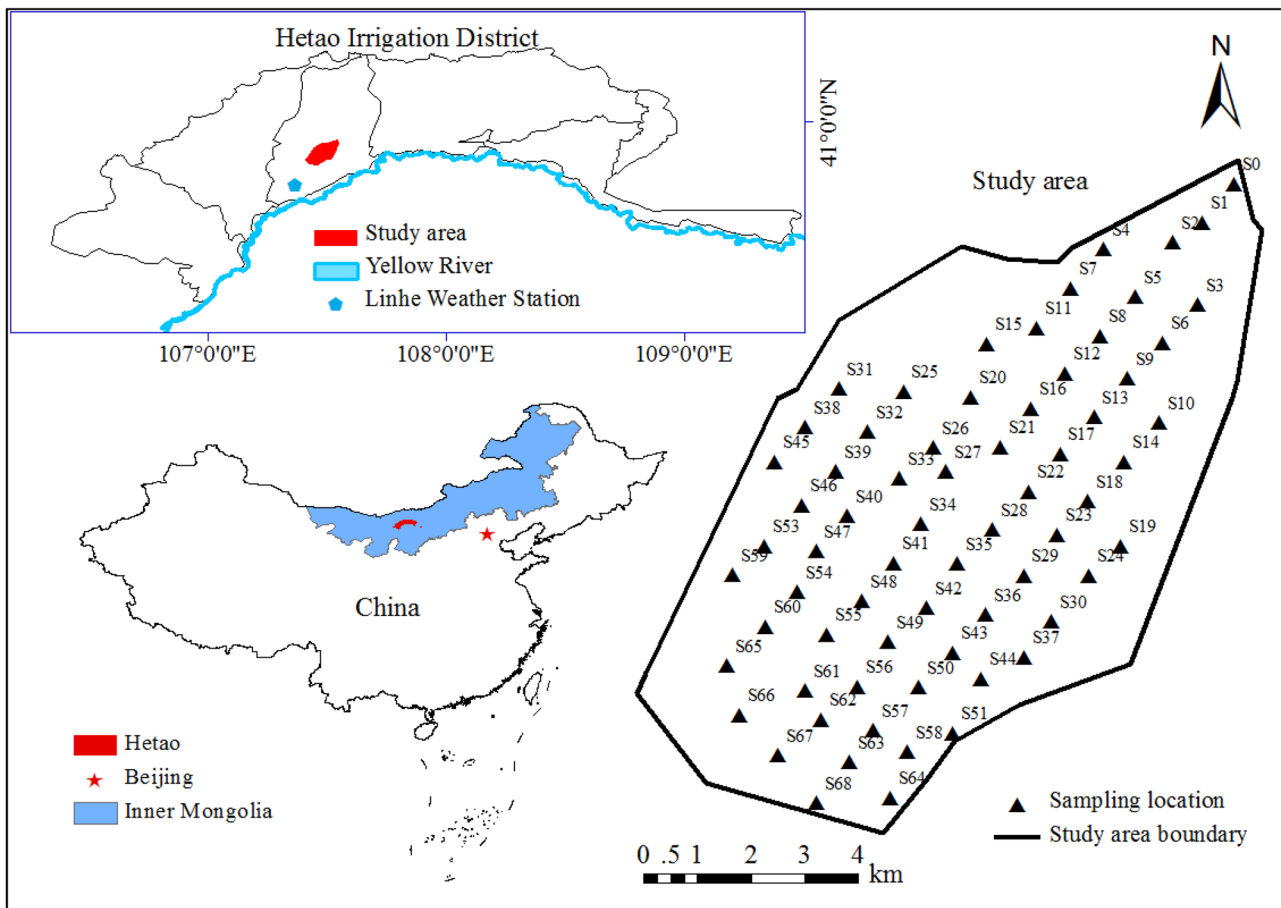 Hetao Irrigation District
Study area
Yellow River
Linhe Weather Station
107°0'0"E
108°0'0"E
109°0'0"E
41°0'0"N
China
Hetao
Beijing
Inner Mongolia
N
Study area
S0
S1
S2
S4
S7
S5
S3
S11
S8
S6
S15
S12
S9
S31
S25
S20
S16
S13
S10
S38
S32
S26
S21
S17
S14
S45
S39
S33
S27
S22
S18
S46
S40
S34
S28
S23
S53
S47
S41
S35
S29
S19
S59
S54
S48
S42
S36
S24
S60
S55
S49
S43
S30
S65
S61
S56
S50
S44
S37
S66
S62
S57
S51
S67
S63
S58
S68
S64
Sampling location
Study area boundary
0 .5 1 2 3 4
km